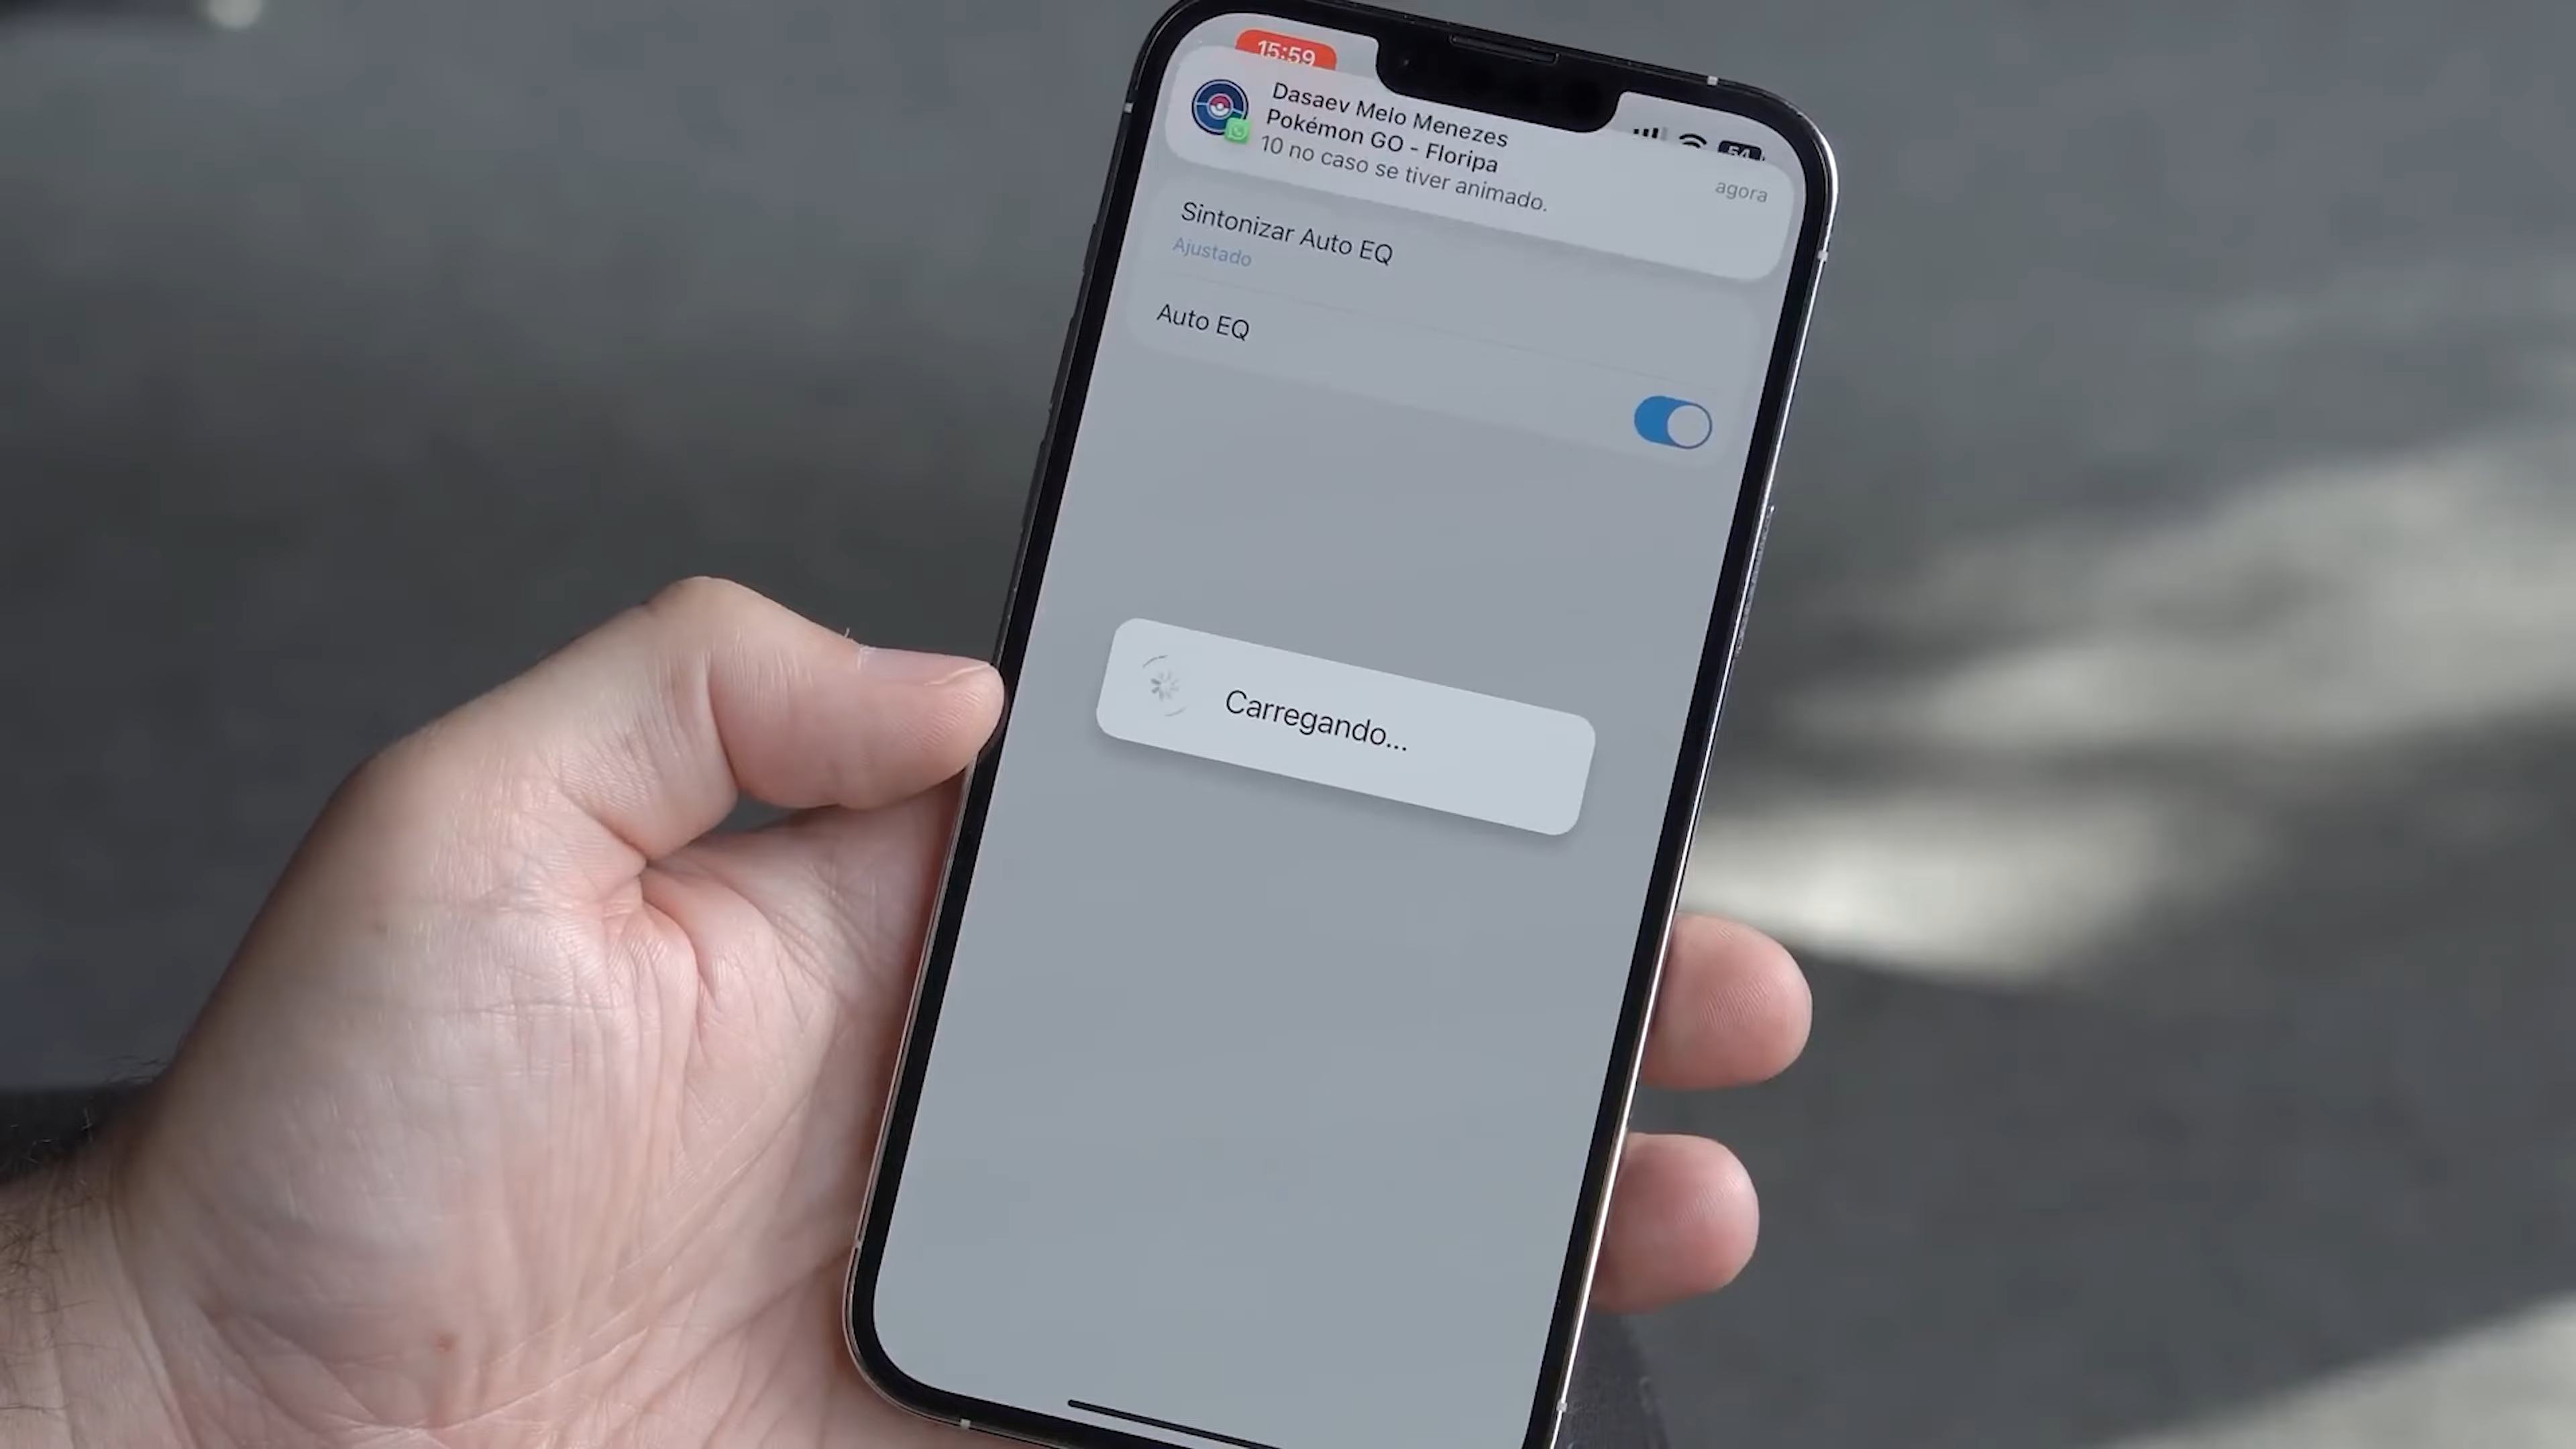 15:59
54
Dasaev Melo Menezes
Pokémon GO - Floripa
10 no caso se tiver animado.
agora
Sintonizar Auto EQ
Ajustado
Auto EQ
Carregando...